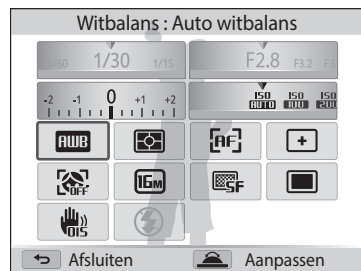 Witbalans : Auto witbalans
1/60 1/30 1/15 F2.8 F3.2 F3.
-2 -1 0 +1 +2 ISO AUTO ISO 100 ISO 200
AWB AF
OFF 16M SF
OIS
Afsluiten Aanpassen